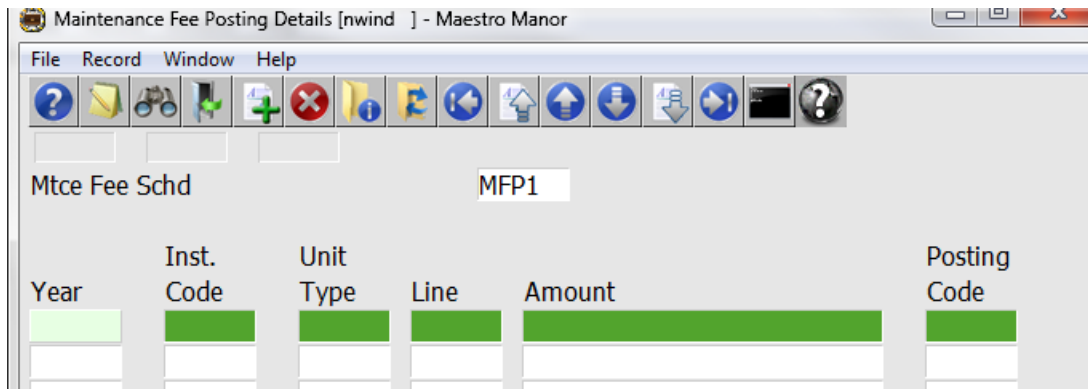 Maintenance Fee Posting Details [nwind ] - Maestro Manor
File Record Window Help
Mtce Fee Schd MFP1
Inst. Unit Posting
Year Code Type Line Amount Code